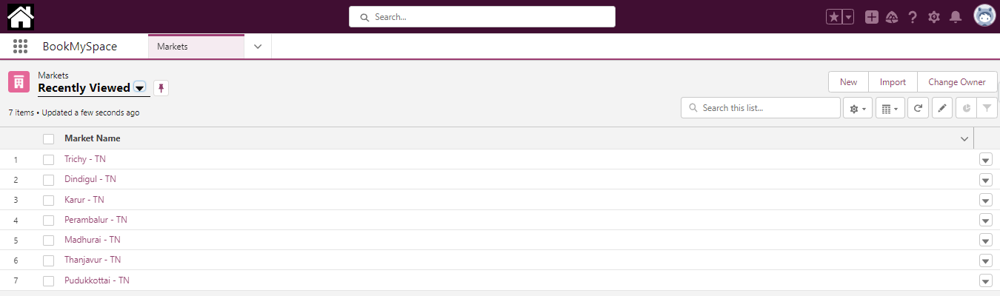 Search...
BookMySpace
Markets
Markets
Recently Viewed
New Import Change Owner
7 items • Updated a few seconds ago
Search this list...
Market Name
1 Trichy - TN
2 Dindigul - TN
3 Karur - TN
4 Perambalur - TN
5 Madhurai - TN
6 Thanjavur - TN
7 Pudukkottai - TN